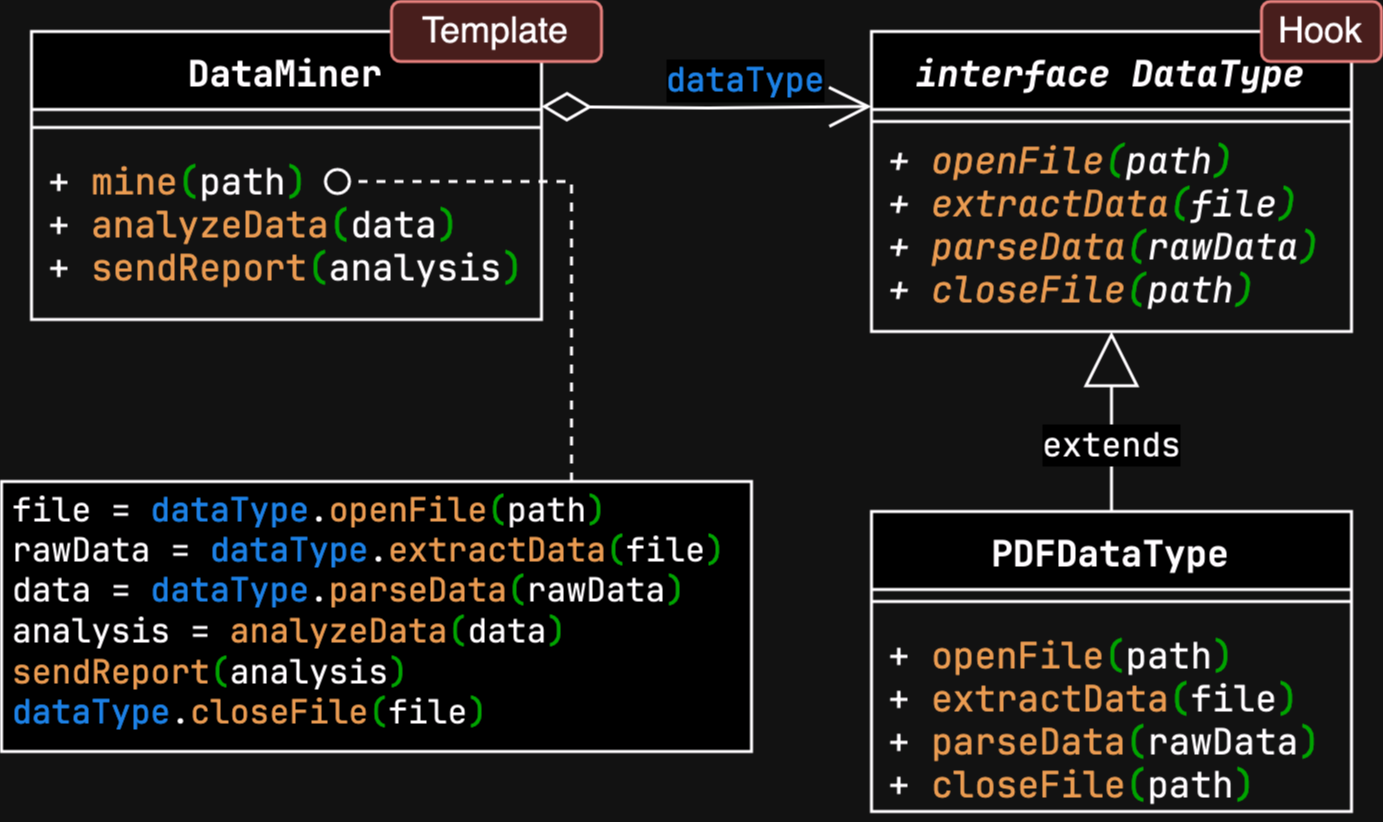 Template
DataMiner
+ mine(path)
+ analyzeData(data)
+ sendReport(analysis)
dataType
Hook
interface DataType
+ openFile(path)
+ extractData(file)
+ parseData(rawData)
+ closeFile(path)
extends
file = dataType.openFile(path)
rawData = dataType.extractData(file)
data = dataType.parseData(rawData)
analysis = analyzeData(data)
sendReport(analysis)
dataType.closeFile(file)
PDFDataType
+ openFile(path)
+ extractData(file)
+ parseData(rawData)
+ closeFile(path)